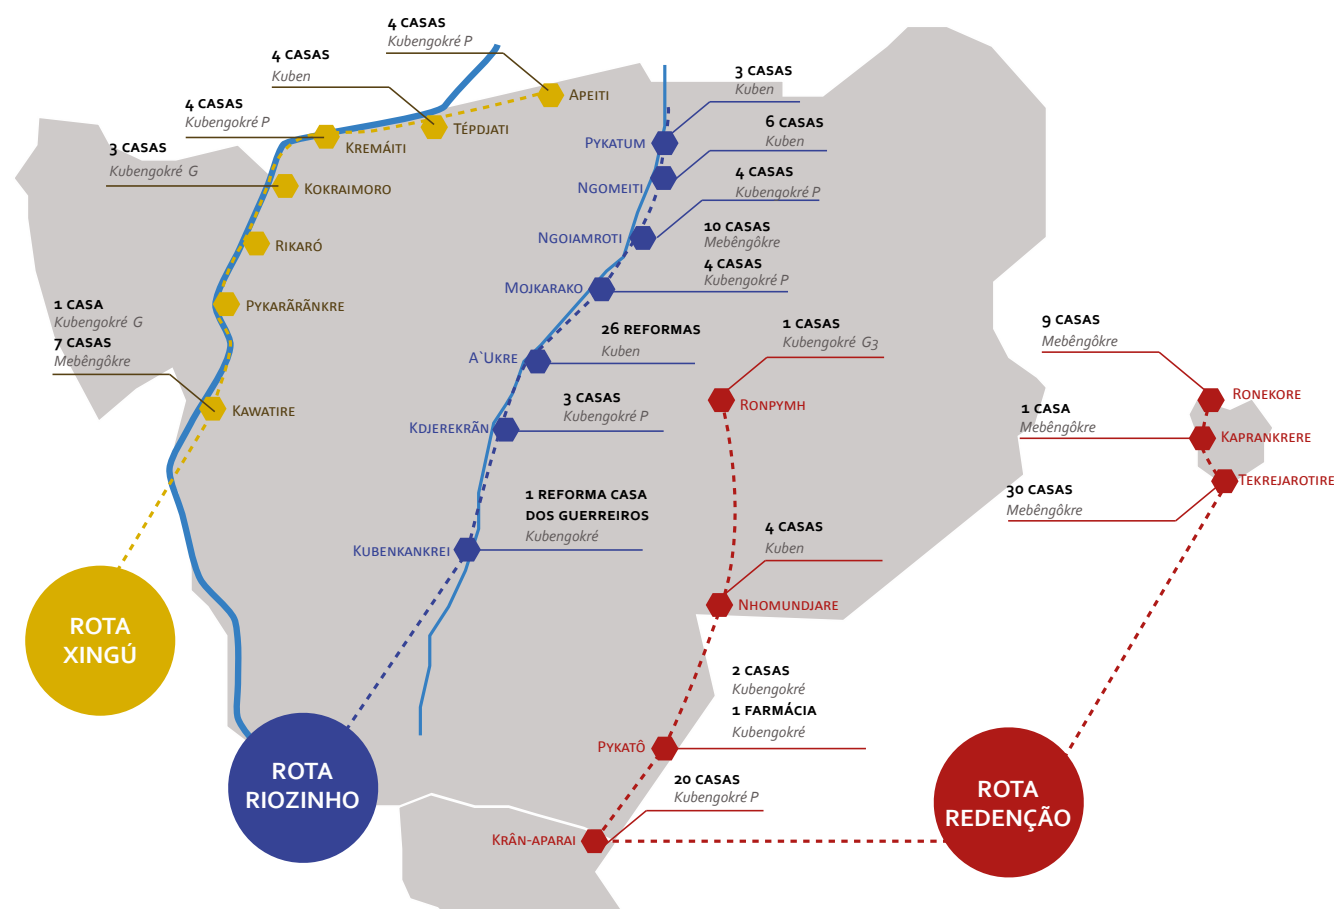 4 CASAS
Kubengokré P
4 CASAS
Kuben
4 CASAS
Kubengokré P
3 CASAS
Kubengokré G
APEITI
TÉPDJATI
KREMÁITI
KOKRAIMORO
RIKARÓ
PYKARÃRÃNKRE
1 CASA
Kubengokré G
7 CASAS
Mebêngôkre
KAWATIRE
ROTA
XINGÚ
3 CASAS
Kuben
PYKATUM
6 CASAS
Kuben
NGOMEITI
4 CASAS
Kubengokré P
NGOIAMROTI
10 CASAS
Mebêngôkre
4 CASAS
Kubengokré P
MOJKARAKO
26 REFORMAS
Kuben
A`UKRE
3 CASAS
Kubengokré P
KDJEREKRÃN
1 REFORMA CASA
DOS GUERREIROS
Kubengokré
KUBENKANKREI
ROTA
RIOZINHO
1 CASAS
Kubengokré G3
RONPYMH
4 CASAS
Kuben
NHOMUNDJARE
2 CASAS
Kubengokré
1 FARMÁCIA
Kubengokré
PYKATÔ
20 CASAS
Kubengokré P
KRÂN-APARAI
9 CASAS
Mebêngôkre
RONEKORE
1 CASA
Mebêngôkre
KAPRANKRERE
30 CASAS
Mebêngôkre
TEKREJAROTIRE
ROTA
REDENÇÃO